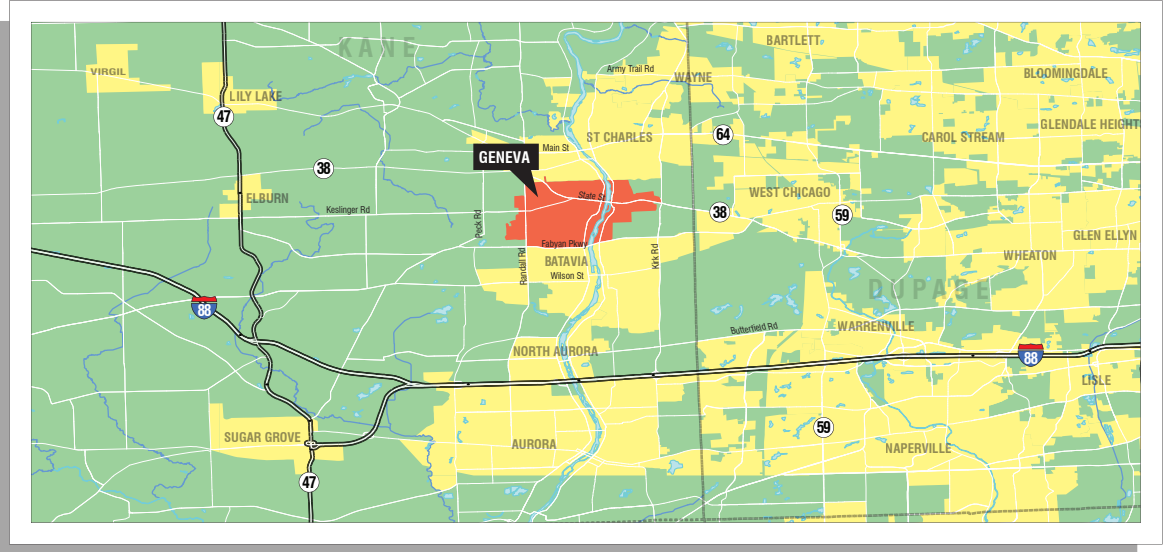 KANE
BARTLETT
VIRGIL
Army Trail Rd
WAYNE
BLOOMINGDALE
LILY LAKE
47
64
ST CHARLES
CAROL STREAM
GLENDALE HEIGHT
Main St
GENEVA
38
State St
WEST CHICAGO
ELBURN
Keslinger Rd
38
59
Peck Rd
GLEN ELLYN
Fabyan Pkwy
Randall Rd
BATAVIA
Kirk Rd
WHEATON
Wilson St
DUPAGE
88
Butterfield Rd
WARRENVILLE
NORTH AURORA
88
LISLE
SUGAR GROVE
59
AURORA
NAPERVILLE
47